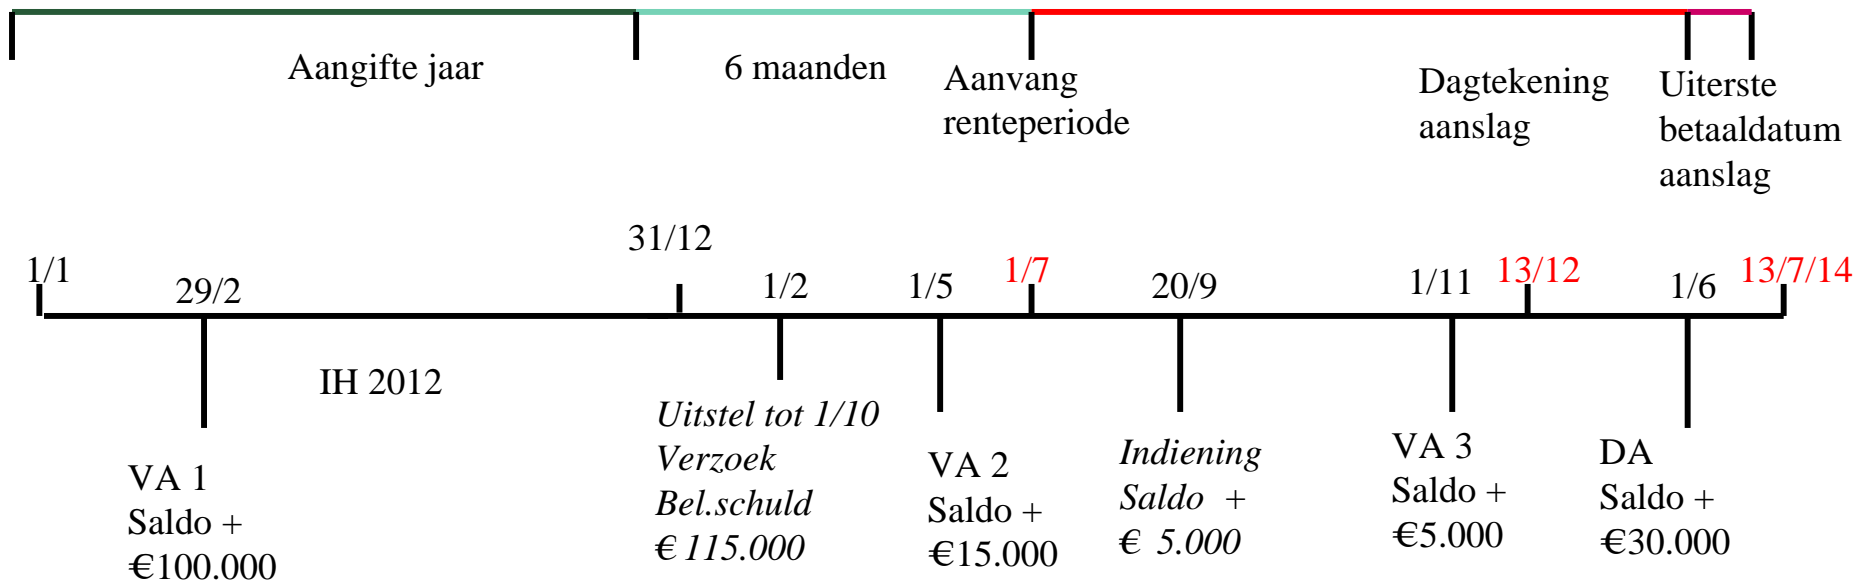 Aangifte jaar
6 maanden
Aanvang
renteperiode
Dagtekening
aanslag
Uiterste
betaaldatum
aanslag
1/1
29/2
31/12
1/2
1/5
1/7
20/9
1/11
13/12
1/6
13/7/14
IH 2012
VA 1
Saldo +
€100.000
Uitstel tot 1/10
Verzoek
Bel.schuld
€ 115.000
VA 2
Saldo +
€15.000
Indiening
Saldo +
€ 5.000
VA 3
Saldo +
€5.000
DA
Saldo +
€30.000